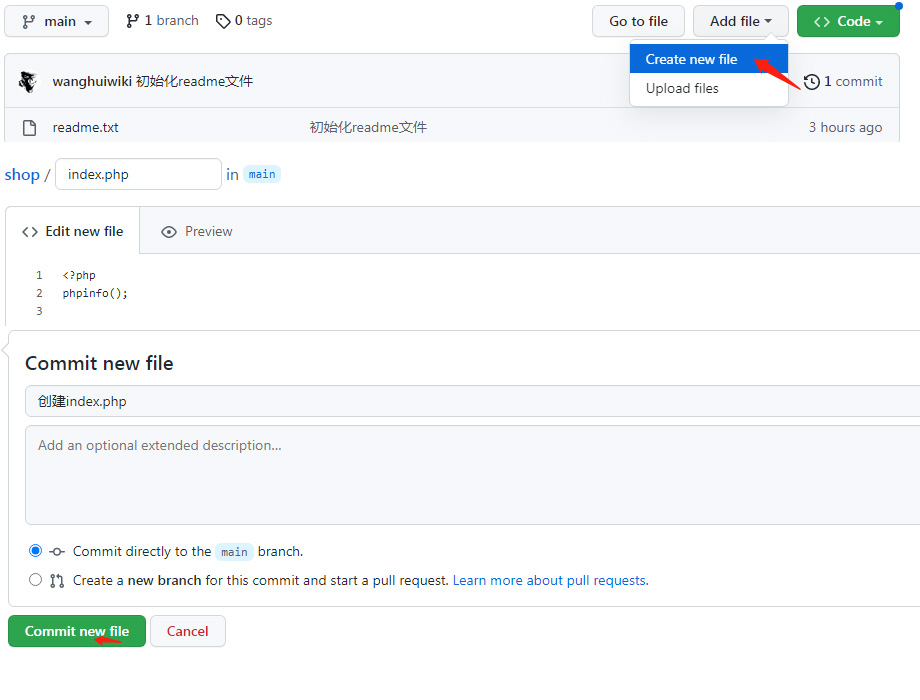 main 1 branch 0 tags Go to file Add file Code
Create new file
Upload files
wanghuiwiki 初始化readme文件 1 commit
readme.txt 初始化readme文件 3 hours ago
shop / index.php in main
Edit new file Preview
1 <?php
2 phpinfo();
3
Commit new file
创建index.php
Add an optional extended description...
Commit directly to the main branch.
Create a new branch for this commit and start a pull request. Learn more about pull requests.
Commit new file Cancel